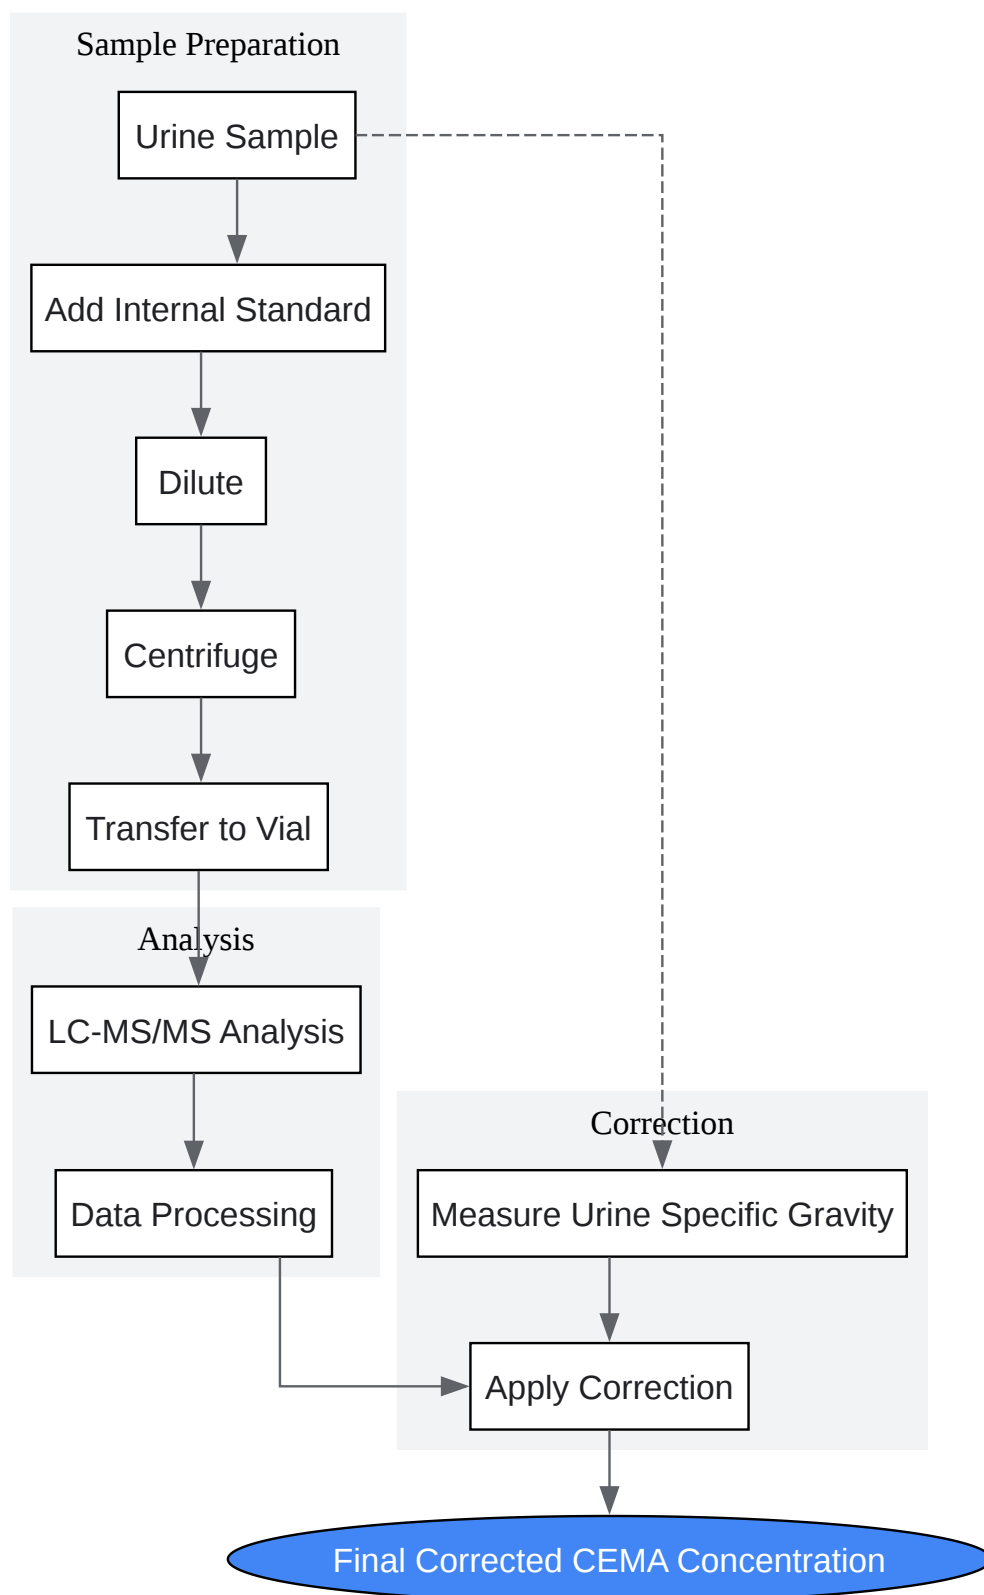 Sample Preparation
Urine Sample
Add Internal Standard
Dilute
Centrifuge
Transfer to Vial
Analysis
LC-MS/MS Analysis
Data Processing
Correction
Measure Urine Specific Gravity
Apply Correction
Final Corrected CEMA Concentration